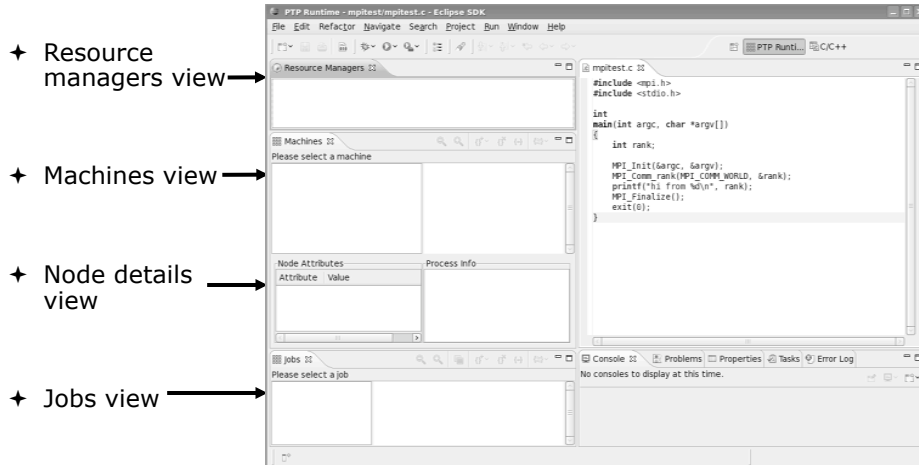 PTP Runtime - mpitest/mpitest.c - Eclipse SDK
File Edit Refactor Navigate Search Project Run Window Help
PTP Runti... C/C++
✦ Resource managers view
Resource Managers
✦ Machines view
Machines
Please select a machine
✦ Node details view
Node Attributes
Attribute Value
Process Info
✦ Jobs view
Jobs
Please select a job
mpitest.c
#include <mpi.h>
#include <stdio.h>
int
main(int argc, char *argv[])
{
int rank;
MPI_Init(&argc, &argv);
MPI_Comm_rank(MPI_COMM_WORLD, &rank);
printf("hi from %d\n", rank);
MPI_Finalize();
exit(0);
}
Console Problems Properties Tasks Error Log
No consoles to display at this time.